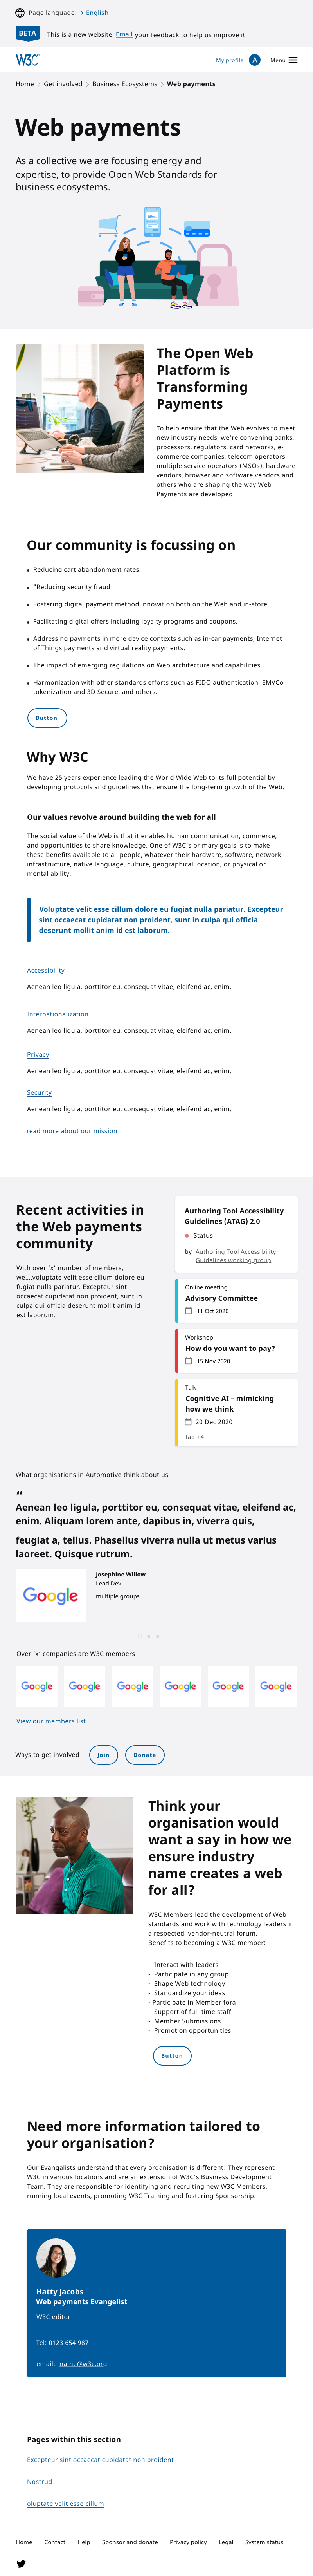 Page language: English
BETA This is a new website. Email your feedback to help us improve it.
W3C My profile A Menu
Home Get involved Business Ecosystems Web payments
Web payments
As a collective we are focusing energy and
expertise, to provide Open Web Standards for
business ecosystems.
The Open Web
Platform is
Transforming
Payments
To help ensure that the Web evolves to meet
new industry needs, we're convening banks,
processors, regulators, card networks, e-
commerce companies, telecom operators,
multiple service operators (MSOs), hardware
vendors, browser and software vendors and
others who are shaping the way Web
Payments are developed
Our community is focussing on
• Reducing cart abandonment rates.
• "Reducing security fraud
• Fostering digital payment method innovation both on the Web and in-store.
• Facilitating digital offers including loyalty programs and coupons.
• Addressing payments in more device contexts such as in-car payments, Internet
of Things payments and virtual reality payments.
• The impact of emerging regulations on Web architecture and capabilities.
• Harmonization with other standards efforts such as FIDO authentication, EMVCo
tokenization and 3D Secure, and others.
Button
Why W3C
We have 25 years experience leading the World Wide Web to its full potential by
developing protocols and guidelines that ensure the long-term growth of the Web.
Our values revolve around building the web for all
The social value of the Web is that it enables human communication, commerce,
and opportunities to share knowledge. One of W3C's primary goals is to make
these benefits available to all people, whatever their hardware, software, network
infrastructure, native language, culture, geographical location, or physical or
mental ability.
Voluptate velit esse cillum dolore eu fugiat nulla pariatur. Excepteur
sint occaecat cupidatat non proident, sunt in culpa qui officia
deserunt mollit anim id est laborum.
Accessibility
Aenean leo ligula, porttitor eu, consequat vitae, eleifend ac, enim.
Internationalization
Aenean leo ligula, porttitor eu, consequat vitae, eleifend ac, enim.
Privacy
Aenean leo ligula, porttitor eu, consequat vitae, eleifend ac, enim.
Security
Aenean leo ligula, porttitor eu, consequat vitae, eleifend ac, enim.
read more about our mission
Recent activities in
the Web payments
community
With over 'x' number of members,
we....voluptate velit esse cillum dolore eu
fugiat nulla pariatur. Excepteur sint
occaecat cupidatat non proident, sunt in
culpa qui officia deserunt mollit anim id
est laborum.
Authoring Tool Accessibility
Guidelines (ATAG) 2.0
Status
by Authoring Tool Accessibility
Guidelines working group
Online meeting
Advisory Committee
11 Oct 2020
Workshop
How do you want to pay?
15 Nov 2020
Talk
Cognitive AI – mimicking
how we think
20 Dec 2020
Tag +4
What organisations in Automotive think about us
“
Aenean leo ligula, porttitor eu, consequat vitae, eleifend ac,
enim. Aliquam lorem ante, dapibus in, viverra quis,
feugiat a, tellus. Phasellus viverra nulla ut metus varius
laoreet. Quisque rutrum.
Google
Josephine Willow
Lead Dev
multiple groups
Over 'x' companies are W3C members
Google Google Google Google Google Google
View our members list
Ways to get involved Join Donate
Think your
organisation would
want a say in how we
ensure industry
name creates a web
for all?
W3C Members lead the development of Web
standards and work with technology leaders in
a respected, vendor-neutral forum.
Benefits to becoming a W3C member:
- Interact with leaders
- Participate in any group
- Shape Web technology
- Standardize your ideas
- Participate in Member fora
- Support of full-time staff
- Member Submissions
- Promotion opportunities
Button
Need more information tailored to
your organisation?
Our Evangalists understand that every organisation is different! They represent
W3C in various locations and are an extension of W3C's Business Development
Team. They are responsible for identifying and recruiting new W3C Members,
running local events, promoting W3C Training and fostering Sponsorship.
Hatty Jacobs
Web payments Evangelist
W3C editor
Tel: 0123 654 987
email: name@w3c.org
Pages within this section
Excepteur sint occaecat cupidatat non proident
Nostrud
oluptate velit esse cillum
Home Contact Help Sponsor and donate Privacy policy Legal System status